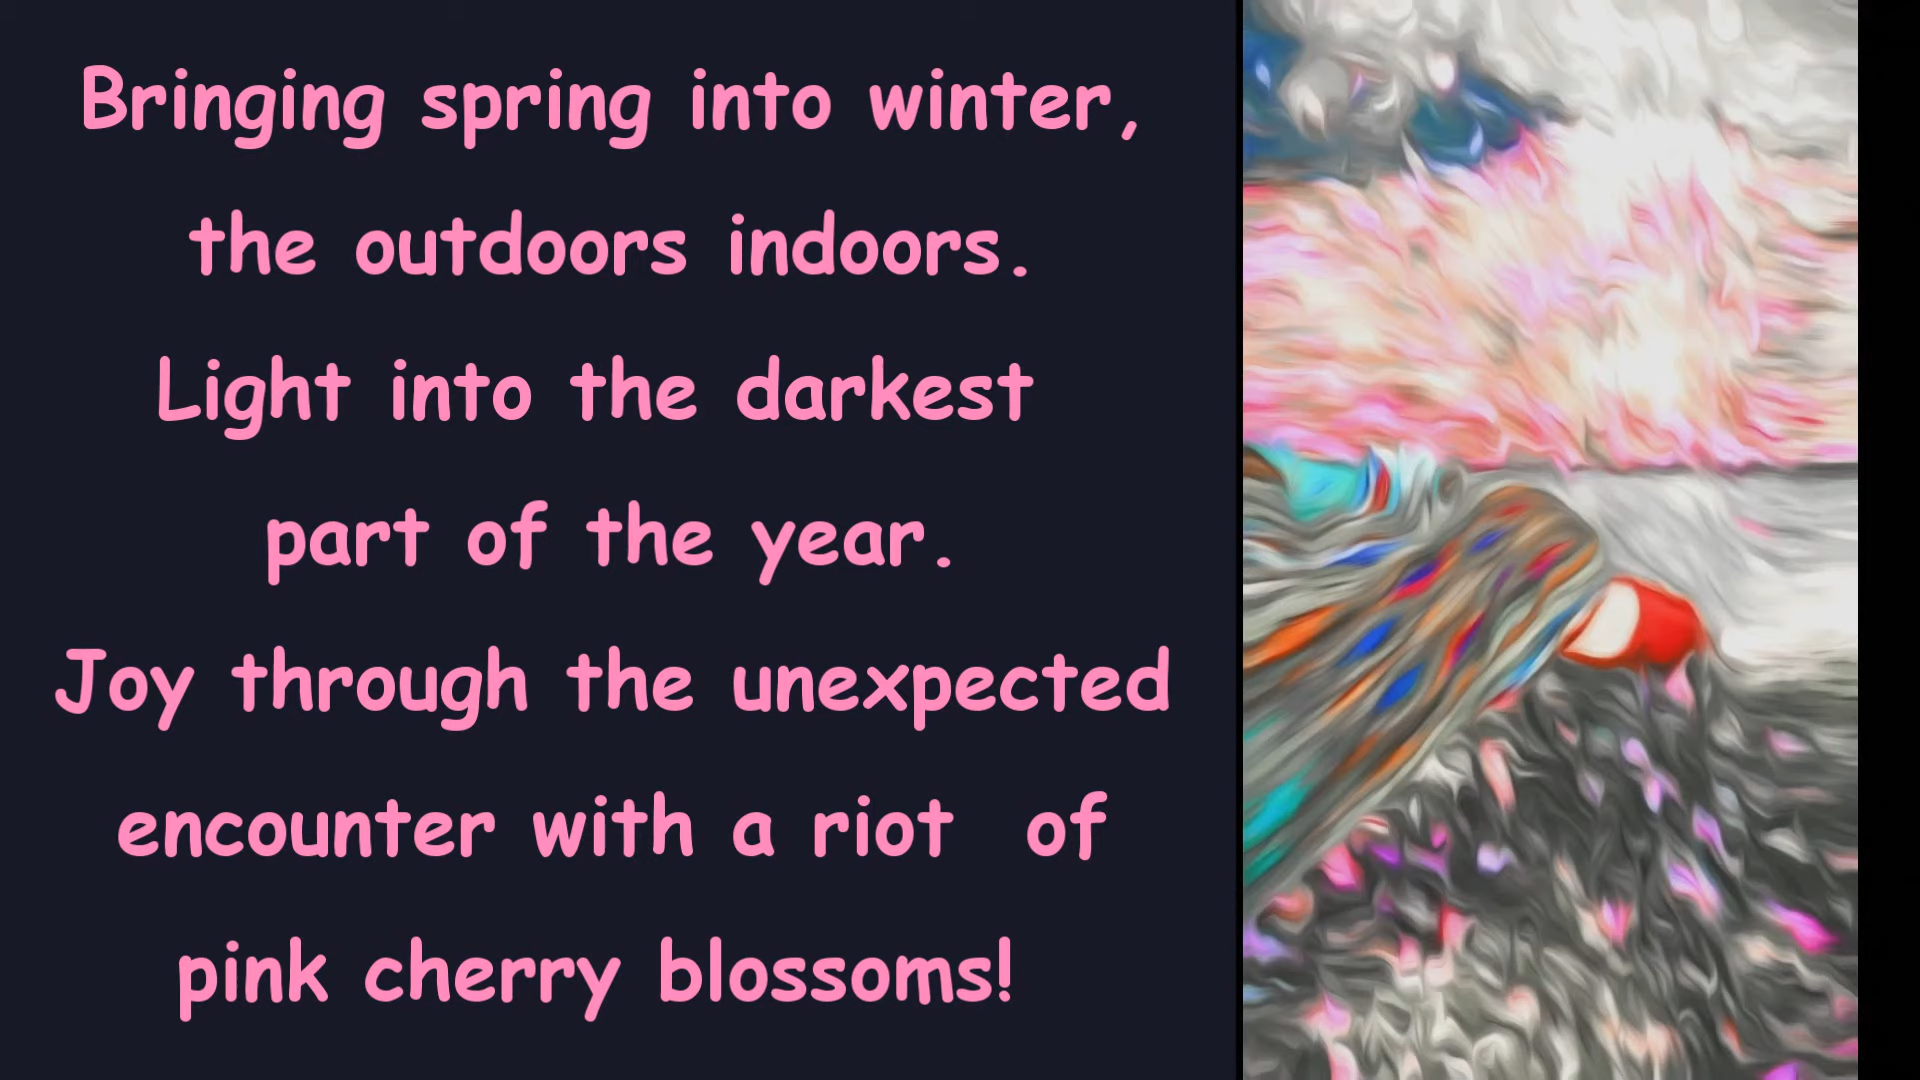 Bringing spring into winter,
the outdoors indoors.
Light into the darkest
part of the year.
Joy through the unexpected
encounter with a riot  of
pink cherry blossoms!